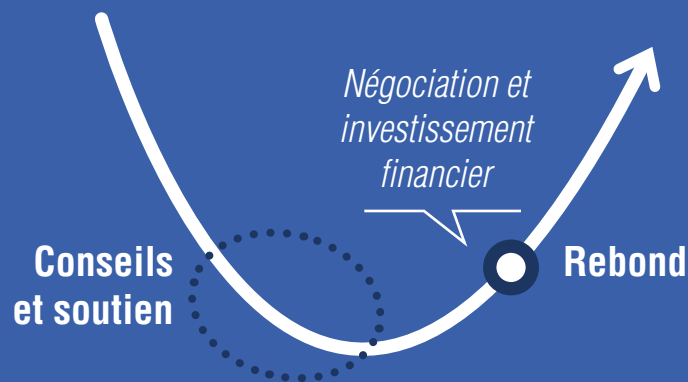 Négociation et
investissement
financier
Conseils
et soutien
Rebond